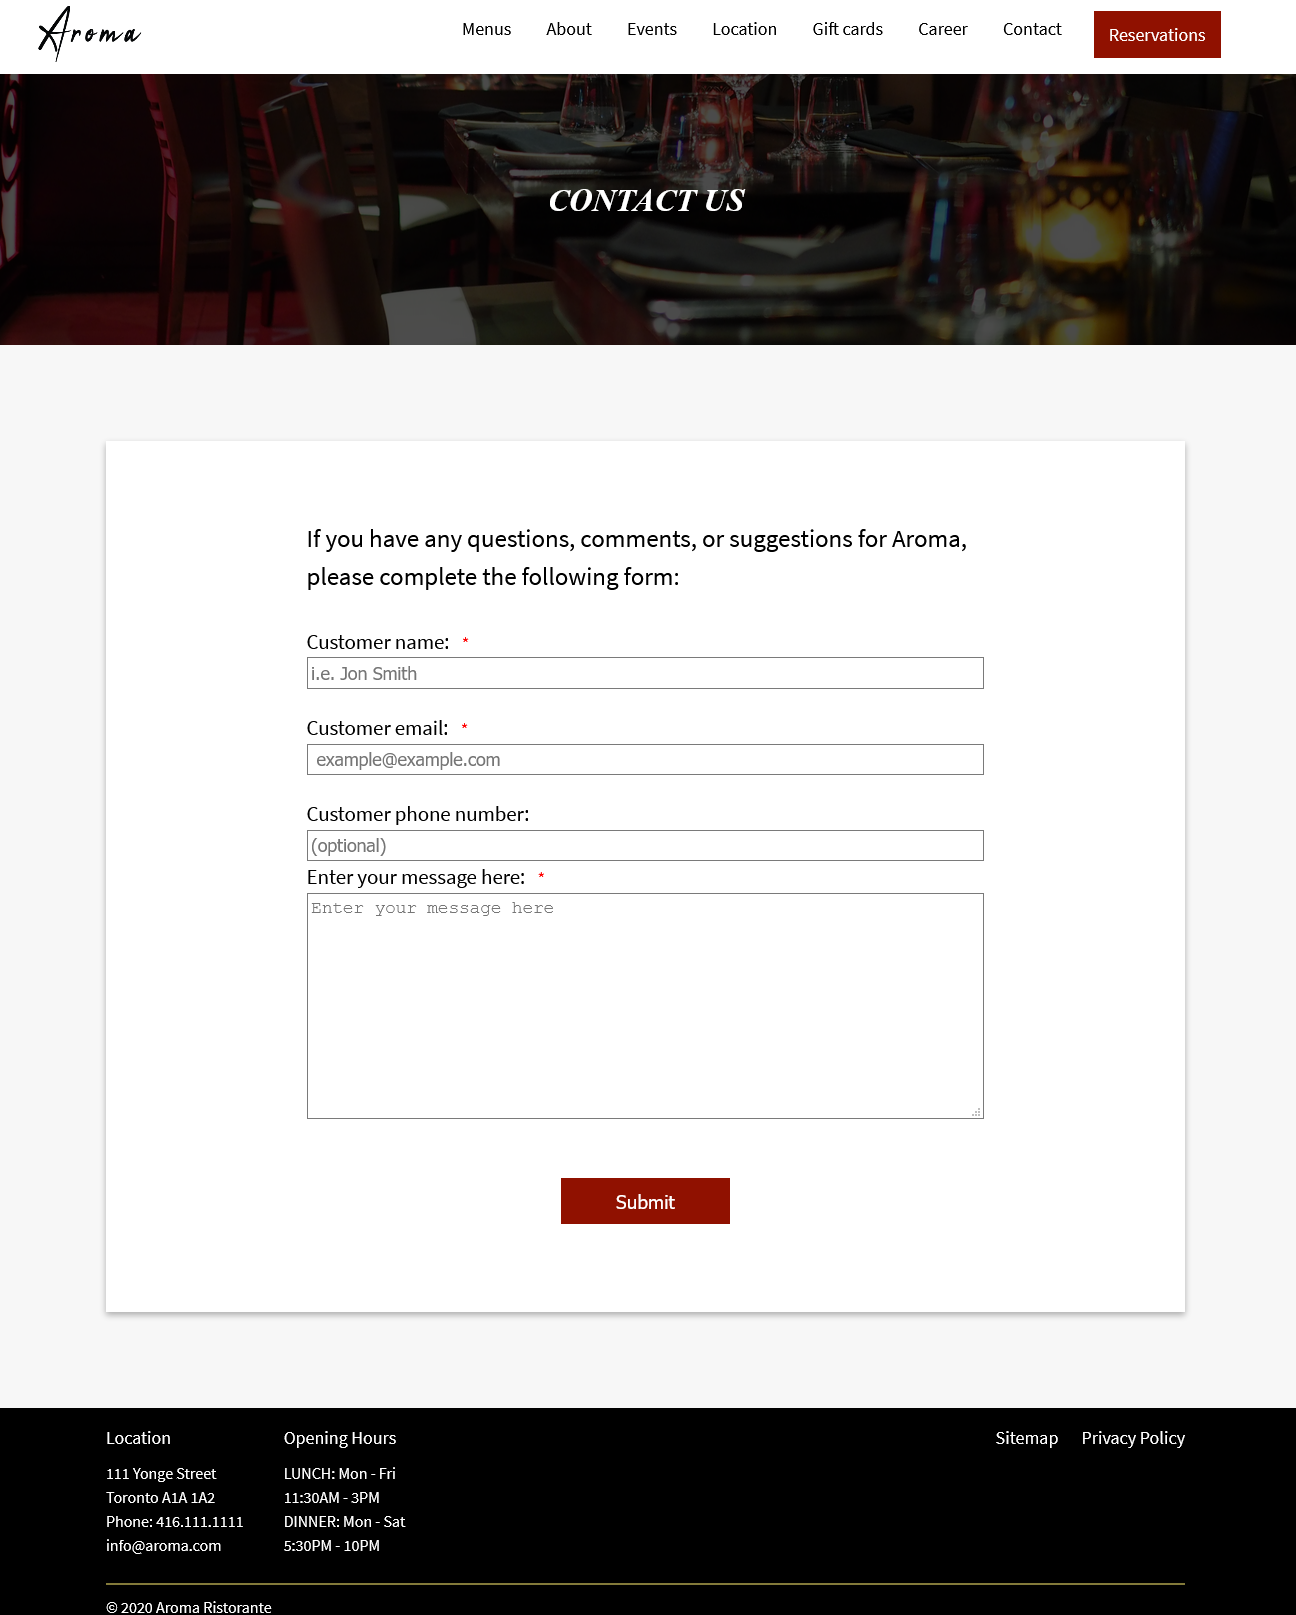 Aroma
Menus About Events Location Gift cards Career Contact Reservations
CONTACT US
If you have any questions, comments, or suggestions for Aroma,
please complete the following form:
Customer name: *
i.e. Jon Smith
Customer email: *
example@example.com
Customer phone number:
(optional)
Enter your message here: *
Enter your message here
Submit
Location
111 Yonge Street
Toronto A1A 1A2
Phone: 416.111.1111
info@aroma.com
Opening Hours
LUNCH: Mon - Fri
11:30AM - 3PM
DINNER: Mon - Sat
5:30PM - 10PM
Sitemap Privacy Policy
© 2020 Aroma Ristorante